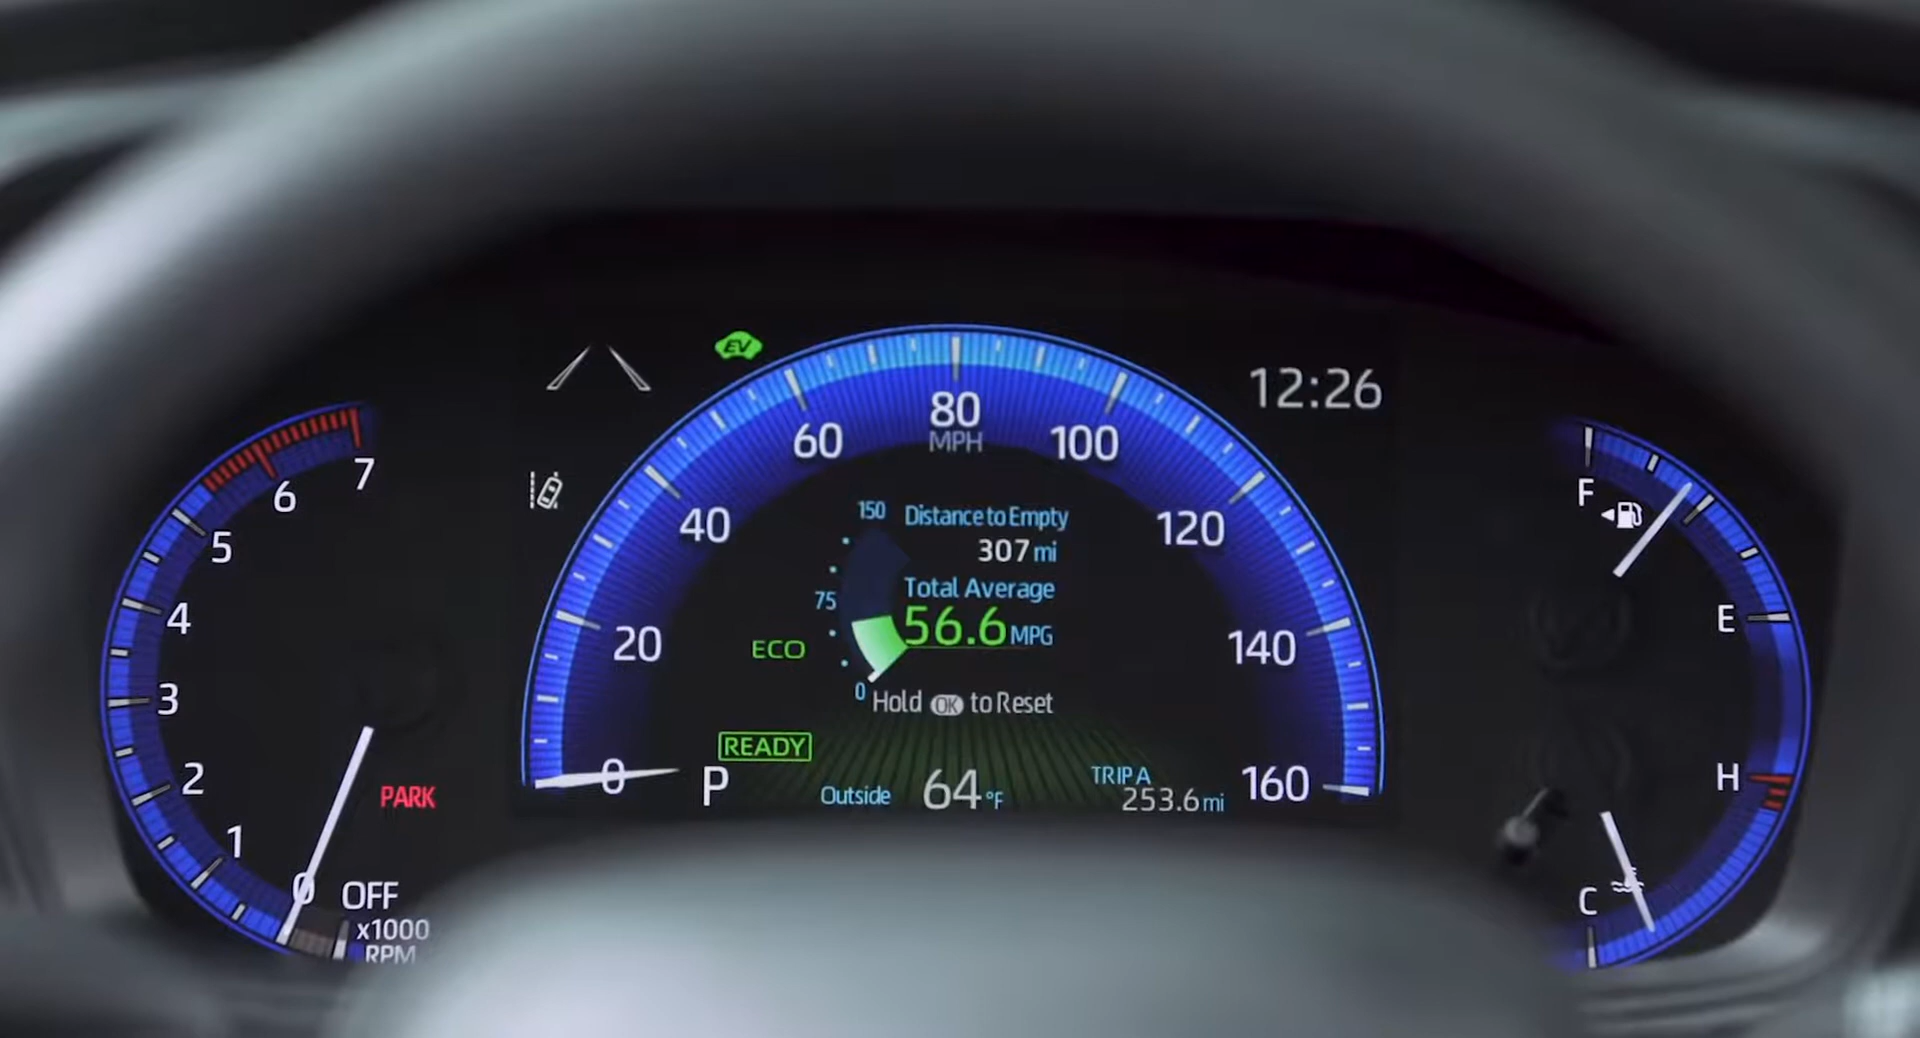 EV
12:26
7
6
5
4
3
2
1
0
OFF
x1000
RPM
PARK
0
20
40
60
80
MPH
100
120
140
160
150
75
0
Distance to Empty
307 mi
Total Average
56.6 MPG
Hold OK to Reset
ECO
READY
P
Outside 64 °F
TRIP A
253.6 mi
F
E
H
C